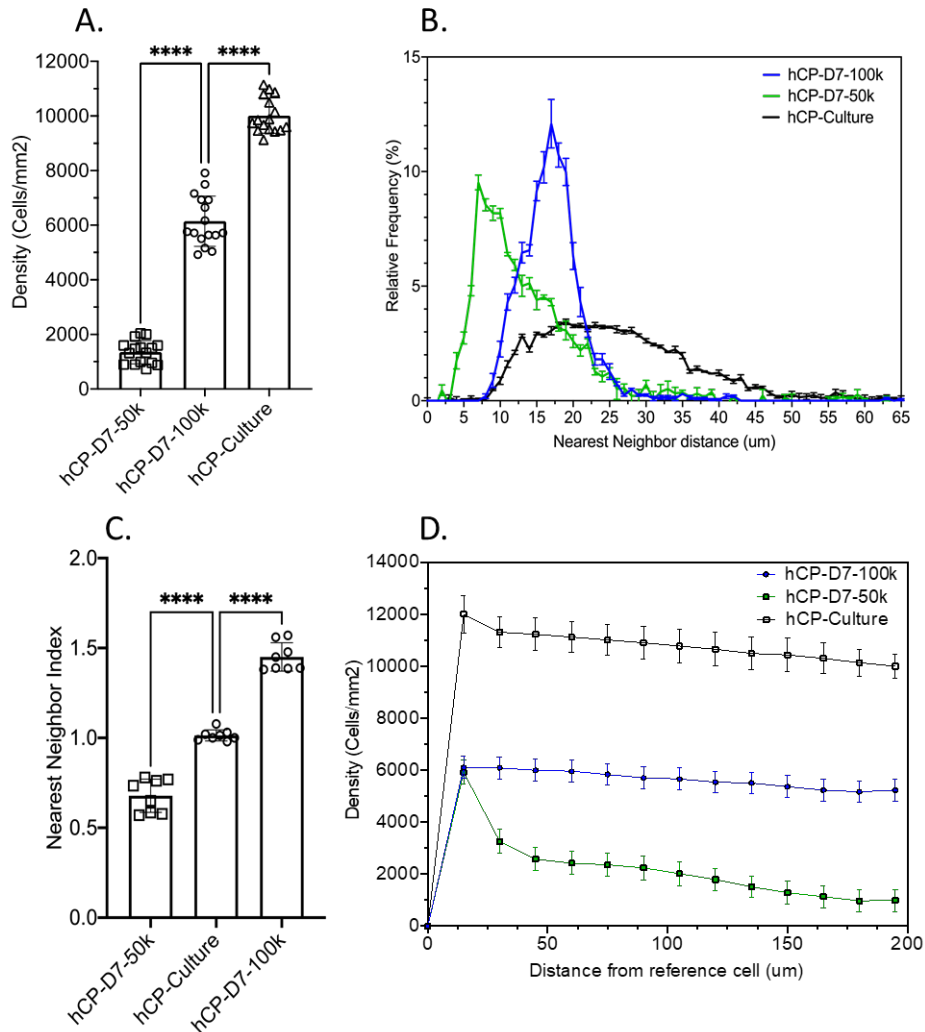 A.
**** ****
12000
10000
8000
6000
4000
2000
0
Density (Cells/mm2)
hCP-D7-50k
hCP-D7-100k
hCP-Culture
B.
15
10
5
0
Relative Frequency (%)
hCP-D7-100k
hCP-D7-50k
hCP-Culture
0 5 10 15 20 25 30 35 40 45 50 55 60 65
Nearest Neighbor distance (um)
C.
**** ****
2.0
1.5
1.0
0.5
0.0
Nearest Neighbor Index
hCP-D7-50k
hCP-Culture
hCP-D7-100k
D.
14000
12000
10000
8000
6000
4000
2000
0
Density (Cells/mm2)
hCP-D7-100k
hCP-D7-50k
hCP-Culture
0 50 100 150 200
Distance from reference cell (um)